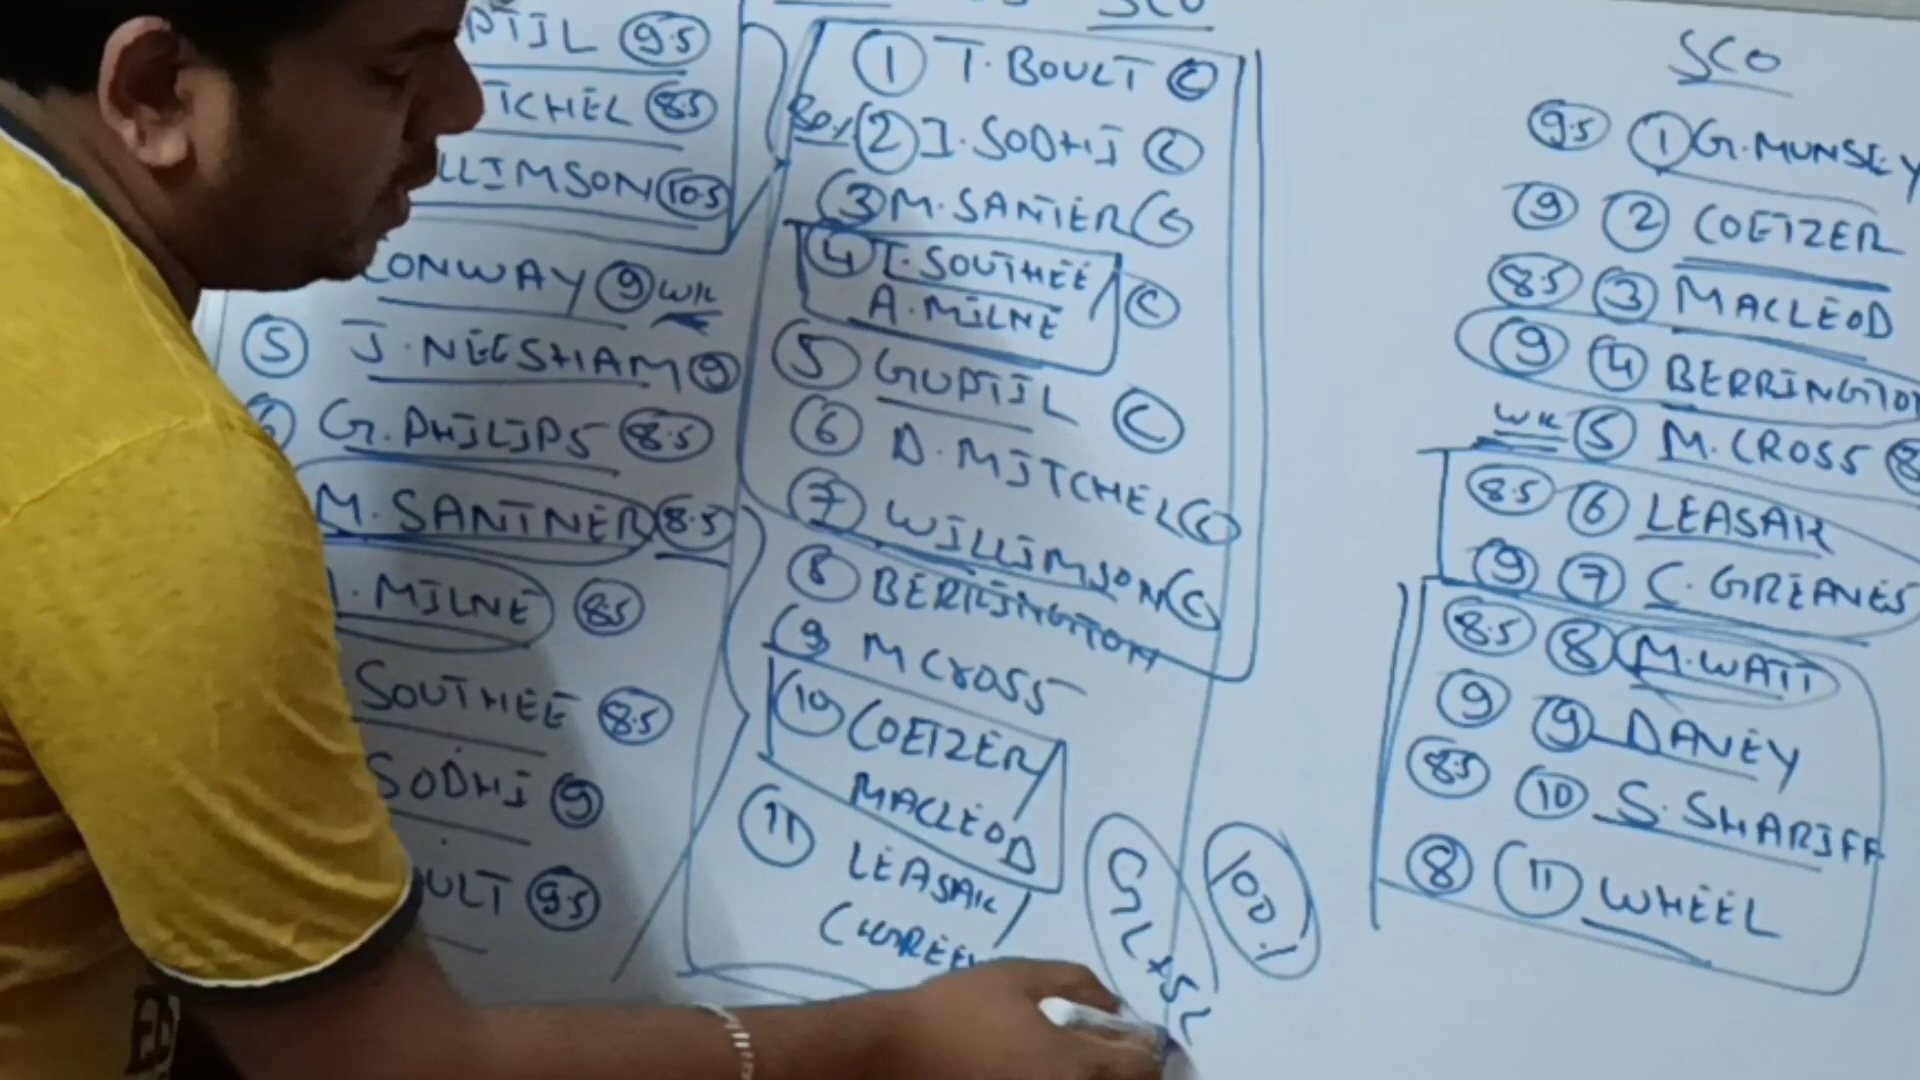 PTIL 9.5
TCHEL 8.5
LLIMSON 10.5
CONWAY 9 WK
5 J.NEESHAM 9
6 G.PHILIPS 8.5
M.SANTNER 8.5
A.MILNE 8.5
SOUTHEE 8.5
SODHI 9
ULT 9.5
SCO
1 T.BOULT C
2 I.SODHI C
3 M.SANTER C
4 T.SOUTHEE /
A.MILNE C
5 GUPTIL C
6 D.MITCHEL C
7 WILLIMSON C
8 BERRINGTON
9 M CROSS
10 COETZER /
MACLEOD
11 LEASAK /
GL+SL
100%
SCO
9.5 1 G.MUNSEY
9 2 COETZER
8.5 3 MACLEOD
9 4 BERRINGTON
WK 5 M.CROSS 8
8.5 6 LEASAK
9 7 C.GREAVES
8.5 8 M.WATT
9 9 DAVEY
8.5 10 S.SHARIFF
8 11 WHEEL